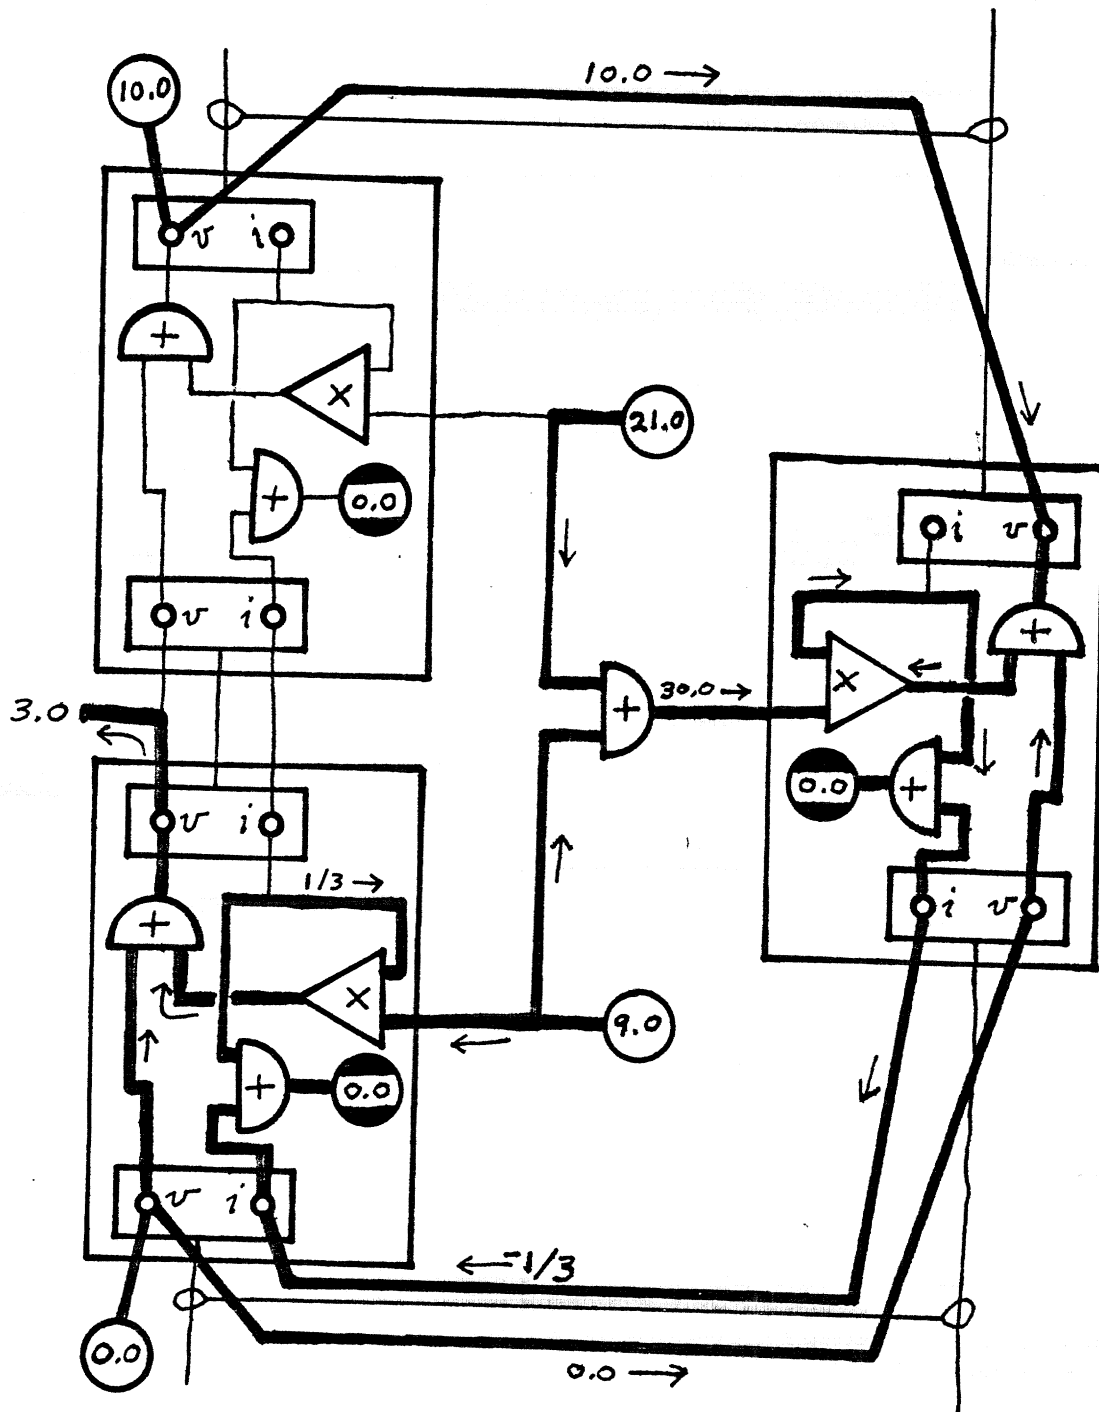 10.0 →
10.0
v i
+
x
21.0
+
0.0
i v
v i
+
x
30.0 →
+
3.0
0.0
+
v i
1/3 →
+
i v
x
9.0
+
0.0
v i
← -1/3
0.0
0.0 →